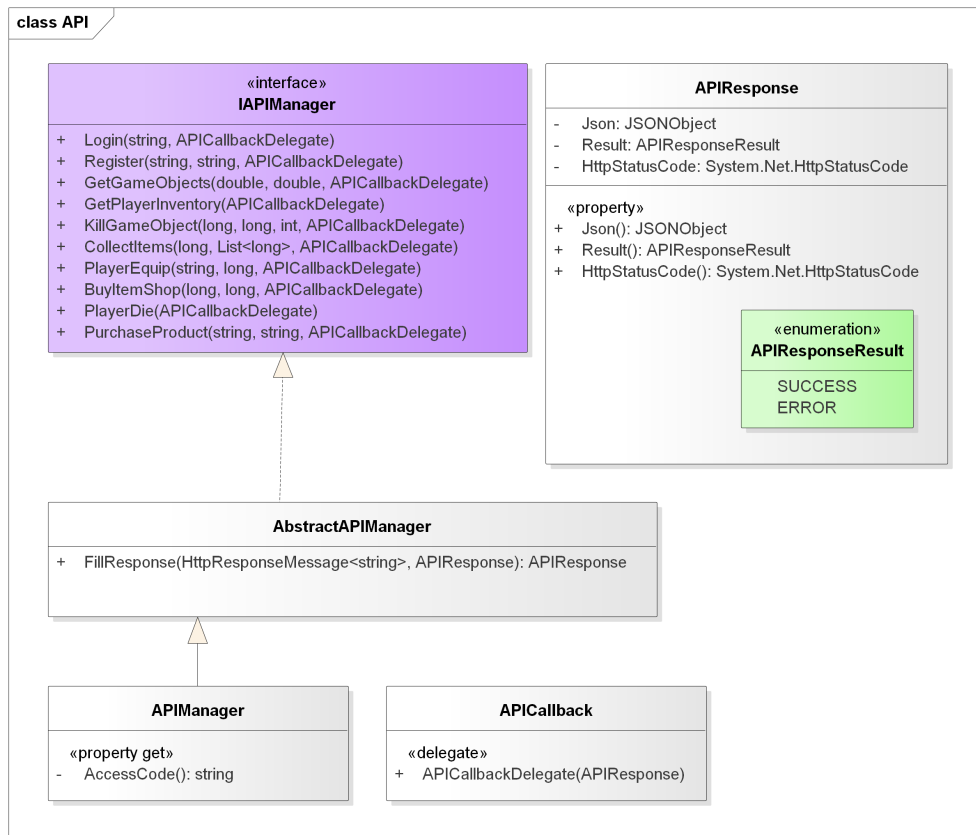 class API
«interface»
IAPIManager
+ Login(string, APICallbackDelegate)
+ Register(string, string, APICallbackDelegate)
+ GetGameObjects(double, double, APICallbackDelegate)
+ GetPlayerInventory(APICallbackDelegate)
+ KillGameObject(long, long, int, APICallbackDelegate)
+ CollectItems(long, List<long>, APICallbackDelegate)
+ PlayerEquip(string, long, APICallbackDelegate)
+ BuyItemShop(long, long, APICallbackDelegate)
+ PlayerDie(APICallbackDelegate)
+ PurchaseProduct(string, string, APICallbackDelegate)
APIResponse
- Json: JSONObject
- Result: APIResponseResult
- HttpStatusCode: System.Net.HttpStatusCode
«property»
+ Json(): JSONObject
+ Result(): APIResponseResult
+ HttpStatusCode(): System.Net.HttpStatusCode
«enumeration»
APIResponseResult
SUCCESS
ERROR
AbstractAPIManager
+ FillResponse(HttpResponseMessage<string>, APIResponse): APIResponse
APIManager
«property get»
- AccessCode(): string
APICallback
«delegate»
+ APICallbackDelegate(APIResponse)